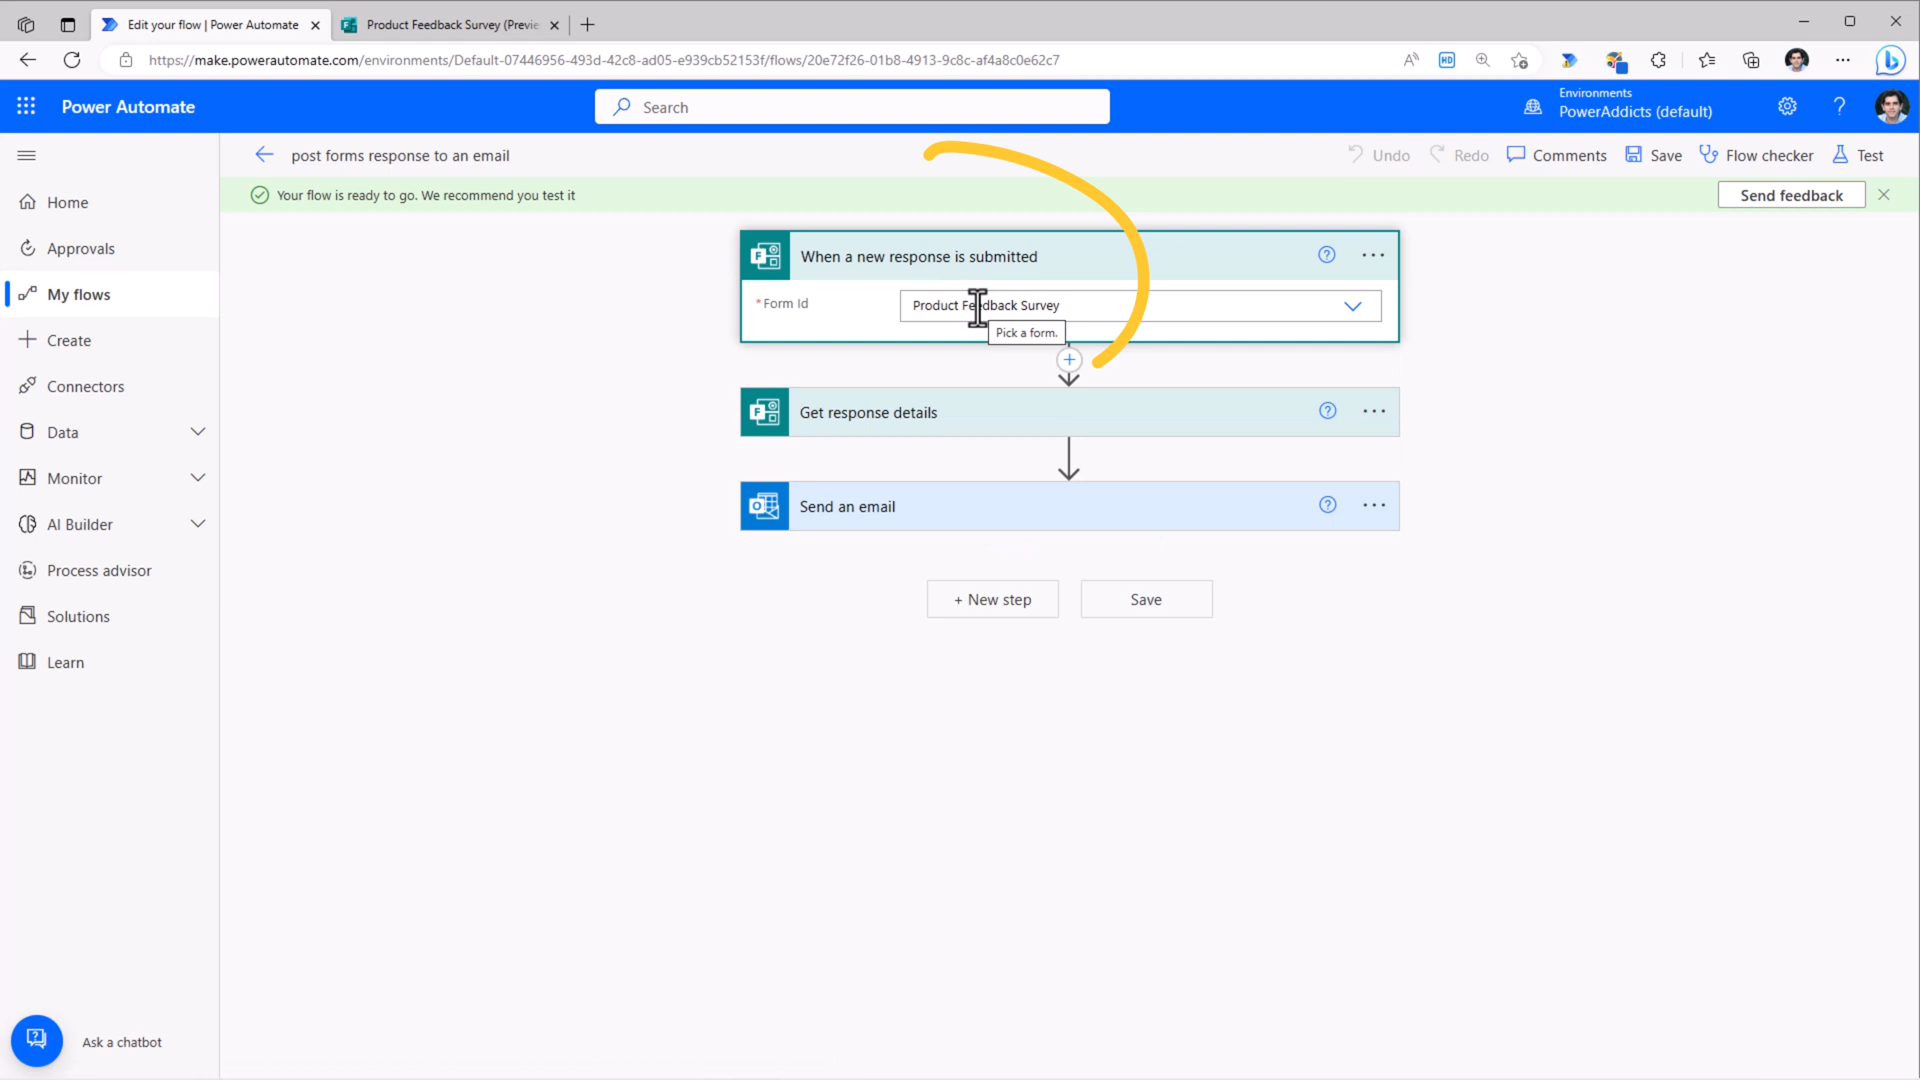 Edit your flow | Power Automate
Product Feedback Survey (Previe
https://make.powerautomate.com/environments/Default-07446956-493d-42c8-ad05-e939cb52153f/flows/20e72f26-01b8-4913-9c8c-af4a8c0e62c7
HD
Power Automate
Search
Environments
PowerAddicts (default)
post forms response to an email
Undo
Redo
Comments
Save
Flow checker
Test
Your flow is ready to go. We recommend you test it
Send feedback
Home
Approvals
My flows
Create
Connectors
Data
Monitor
AI Builder
Process advisor
Solutions
Learn
Ask a chatbot
When a new response is submitted
* Form Id
Product Feedback Survey
Pick a form.
Get response details
Send an email
+ New step
Save